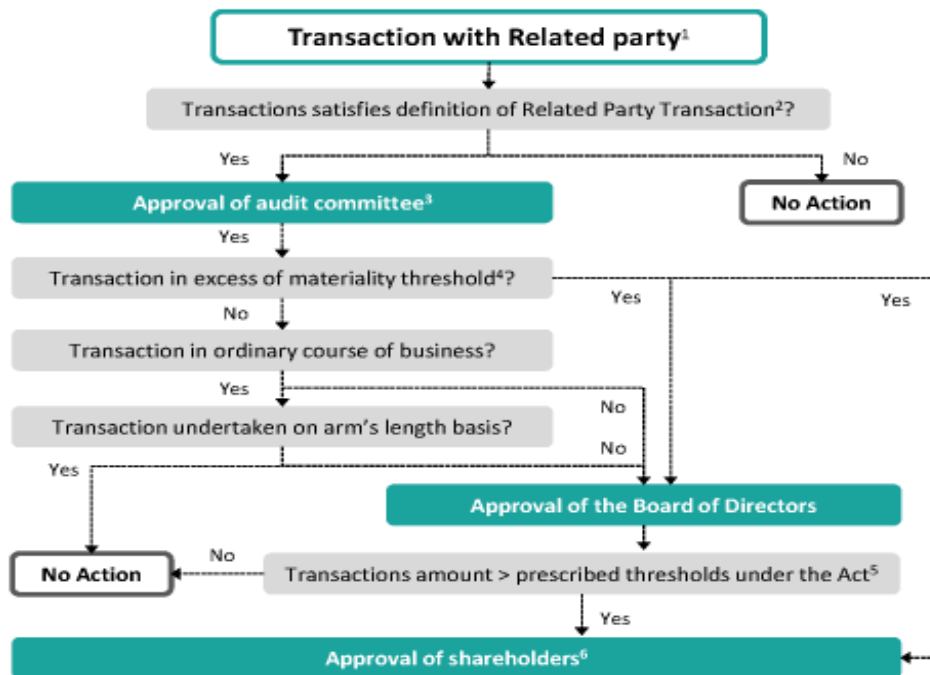 Transaction with Related party¹
Transactions satisfies definition of Related Party Transaction²?
Yes
No
Approval of audit committee³
No Action
Yes
Transaction in excess of materiality threshold⁴?
Yes
Yes
No
Transaction in ordinary course of business?
Yes
No
Transaction undertaken on arm's length basis?
No
Yes
Approval of the Board of Directors
No
No Action
Transactions amount > prescribed thresholds under the Act⁵
Yes
Approval of shareholders⁶